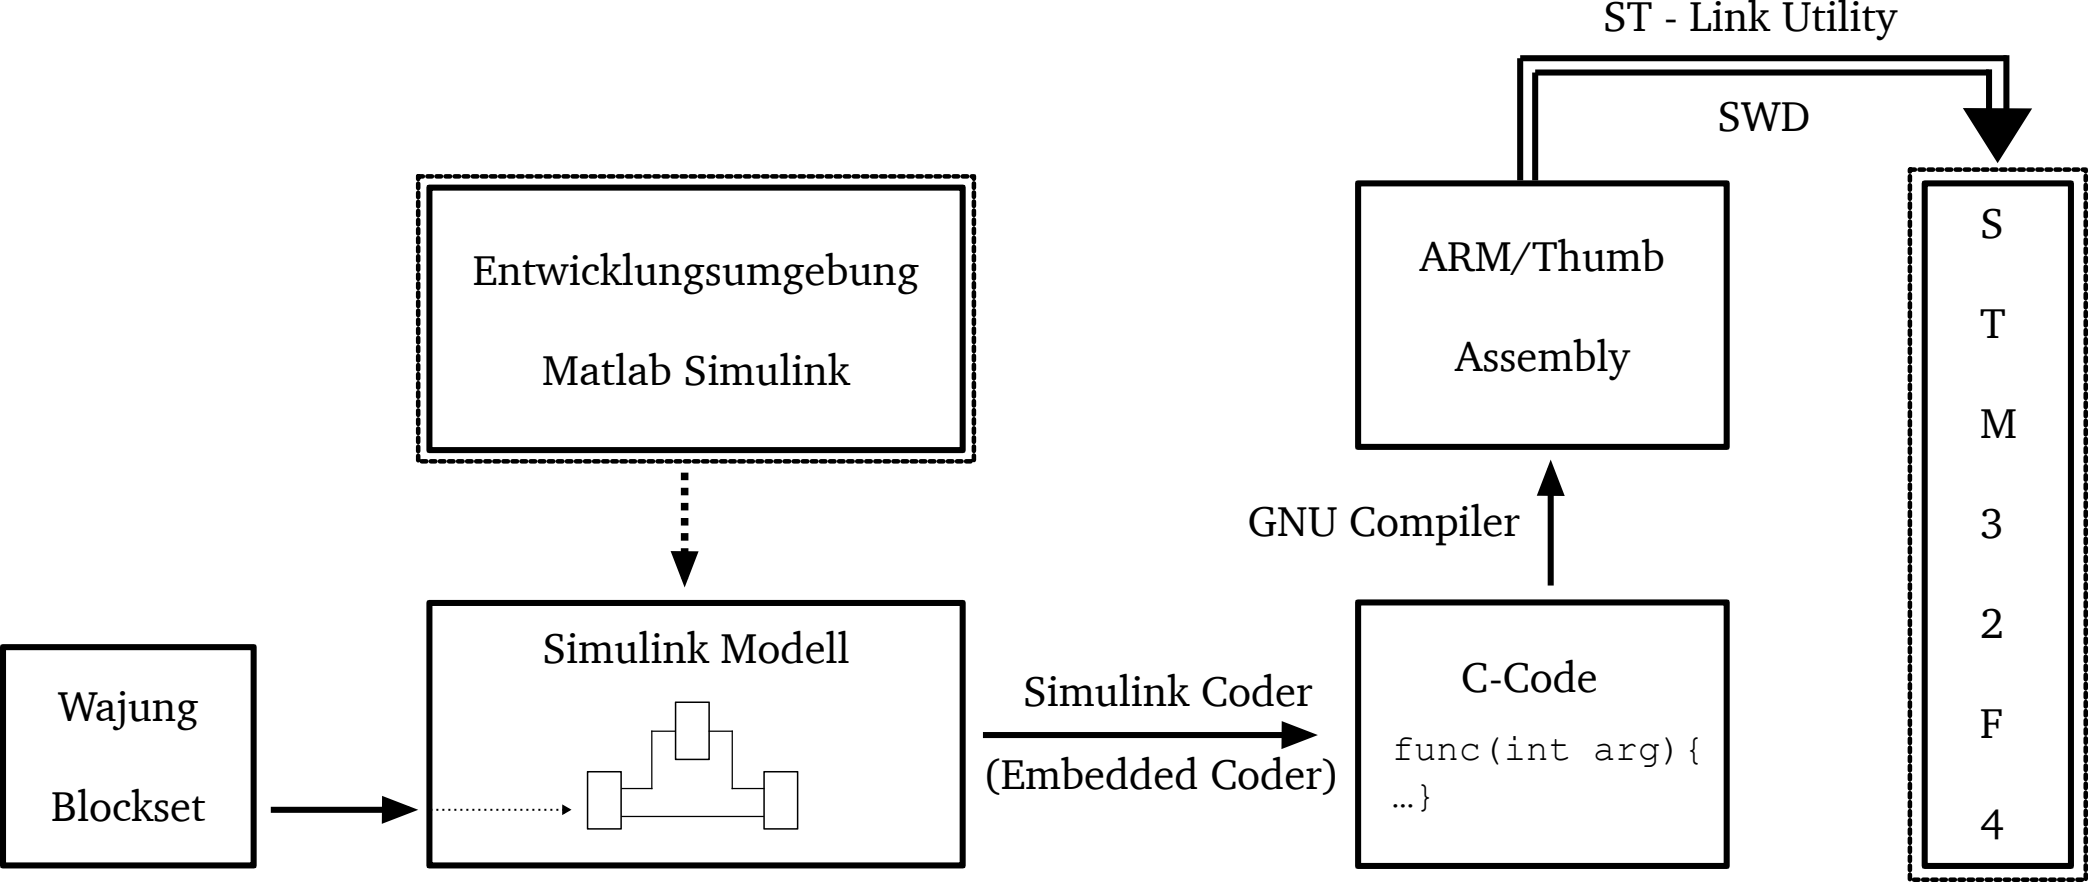 ST - Link Utility
SWD
Entwicklungsumgebung
Matlab Simulink
ARM/Thumb
Assembly
S
T
M
3
2
F
4
GNU Compiler
Wajung
Blockset
Simulink Modell
Simulink Coder
(Embedded Coder)
C-Code
func(int arg){
…}